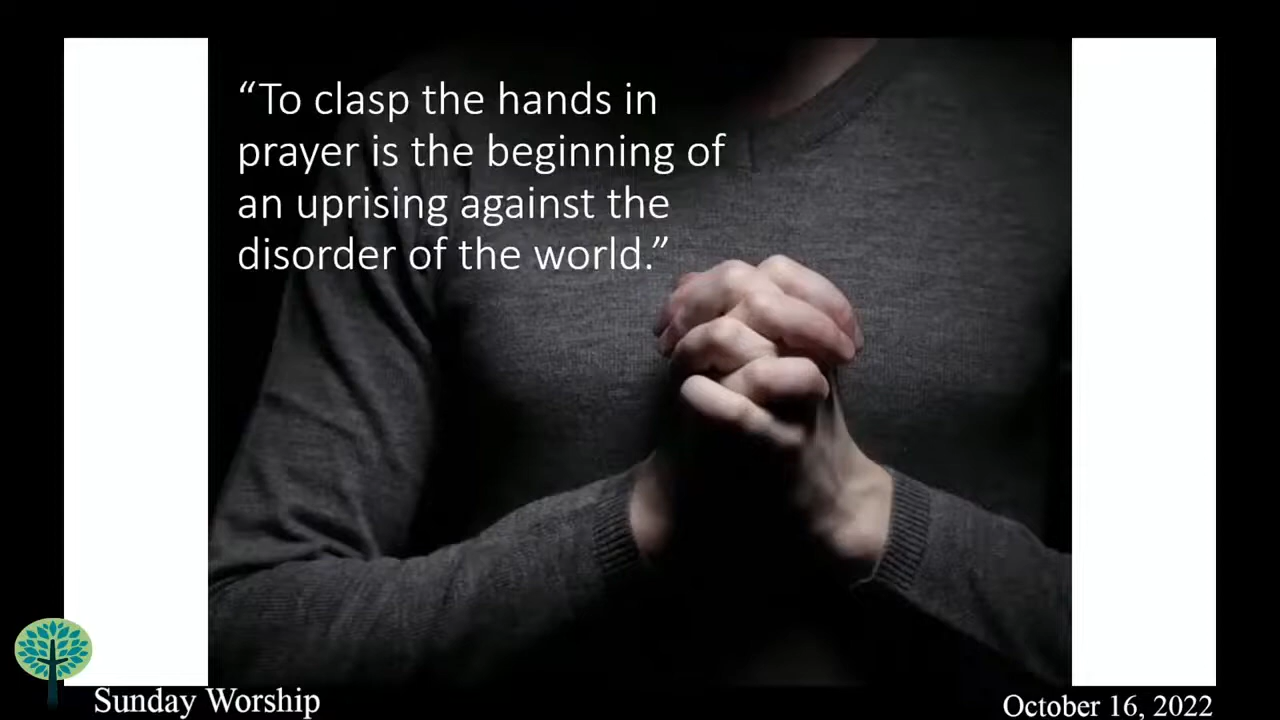 “To clasp the hands in
prayer is the beginning of
an uprising against the
disorder of the world.”
Sunday Worship
October 16, 2022